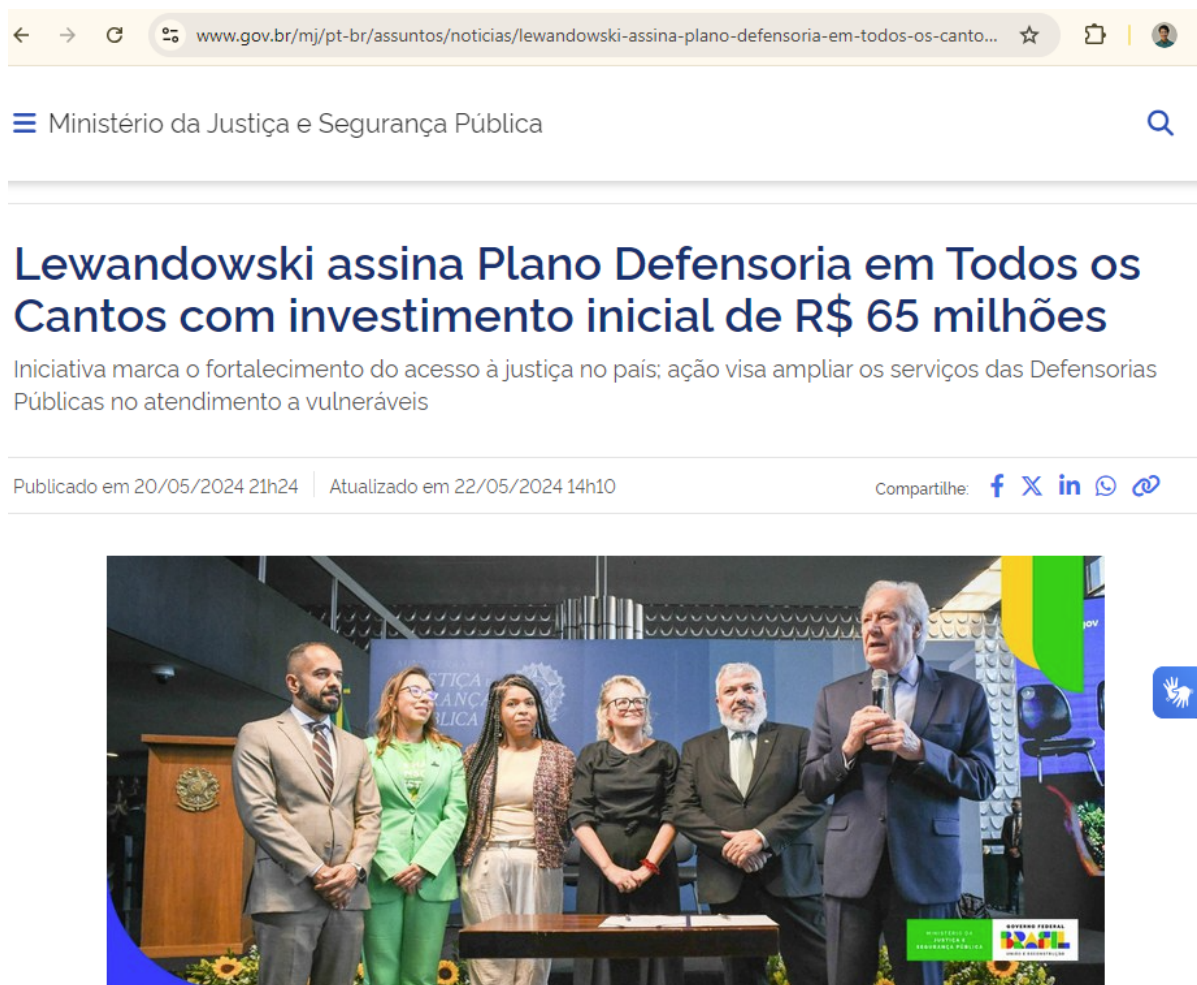 www.gov.br/mj/pt-br/assuntos/noticias/lewandowski-assina-plano-defensoria-em-todos-os-canto...
Ministério da Justiça e Segurança Pública
Lewandowski assina Plano Defensoria em Todos os
Cantos com investimento inicial de R$ 65 milhões
Iniciativa marca o fortalecimento do acesso à justiça no país; ação visa ampliar os serviços das Defensorias
Públicas no atendimento a vulneráveis
Publicado em 20/05/2024 21h24 Atualizado em 22/05/2024 14h10 Compartilhe:
gov
MINISTÉRIO DA
JUSTIÇA E
SEGURANÇA PÚBLICA
GOVERNO FEDERAL
BRASIL
UNIÃO E RECONSTRUÇÃO